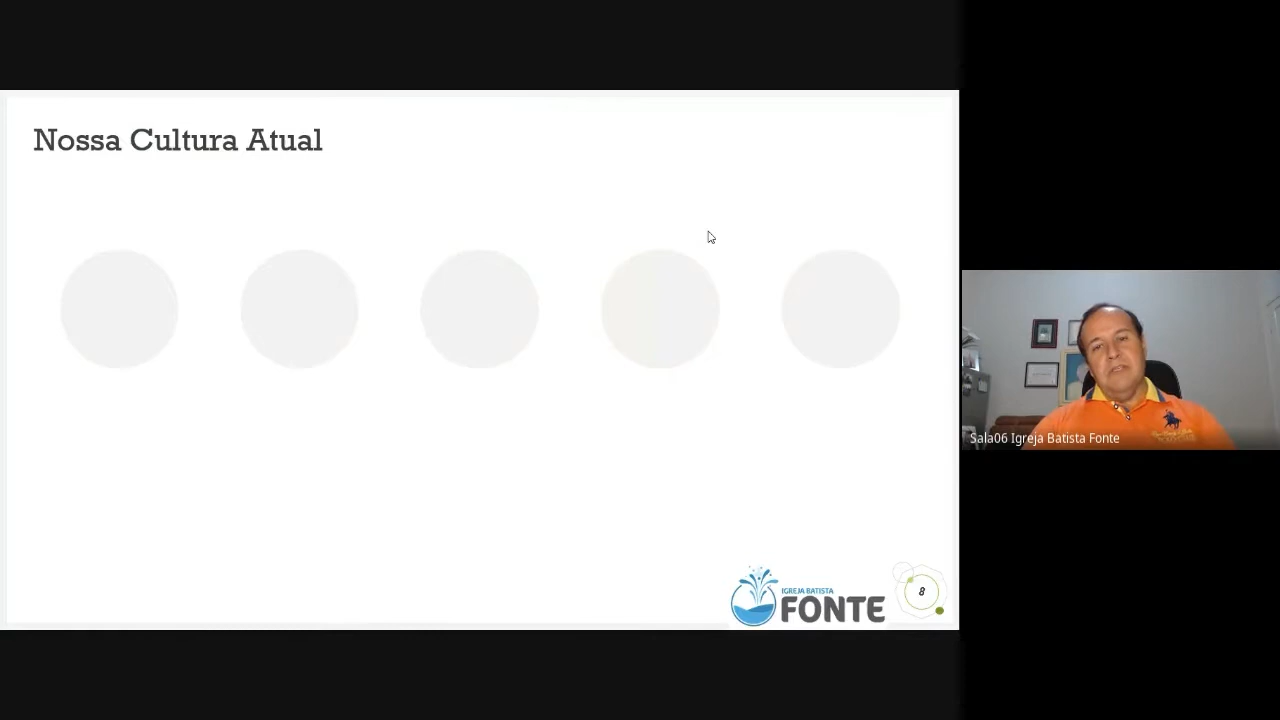 Nossa Cultura Atual
IGREJA BATISTA
FONTE
8
Sala06 Igreja Batista Fonte